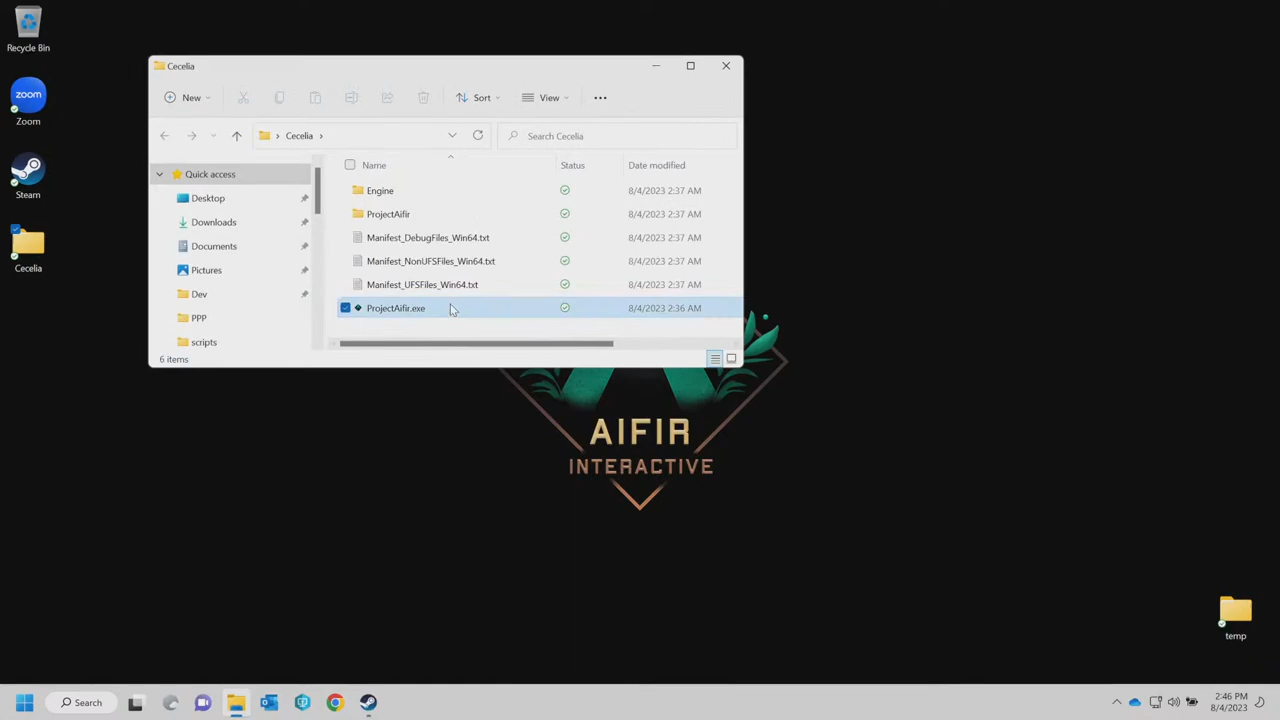 Recycle Bin
Zoom
Steam
Cecelia
Cecelia
New
Sort
View
Cecelia
Search Cecelia
Quick access
Desktop
Downloads
Documents
Pictures
Dev
PPP
scripts
Name Status Date modified
Engine 8/4/2023 2:37 AM
ProjectAifir 8/4/2023 2:37 AM
Manifest_DebugFiles_Win64.txt 8/4/2023 2:37 AM
Manifest_NonUFSFiles_Win64.txt 8/4/2023 2:37 AM
Manifest_UFSFiles_Win64.txt 8/4/2023 2:37 AM
ProjectAifir.exe 8/4/2023 2:36 AM
6 items
AIFIR
INTERACTIVE
temp
Search
2:46 PM
8/4/2023
zoom